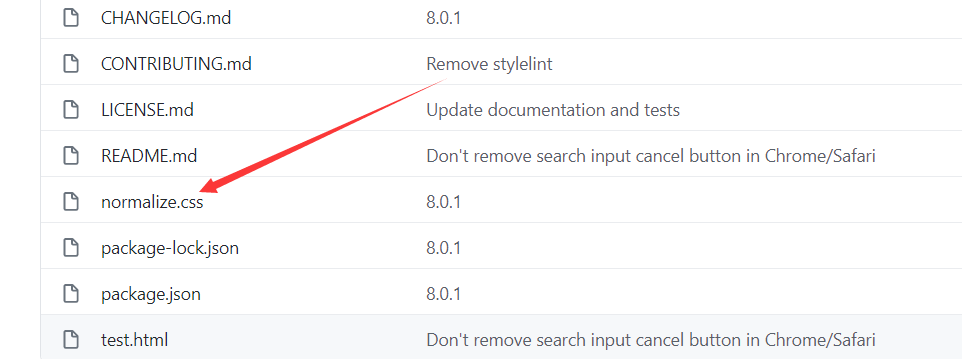 CHANGELOG.md 8.0.1
CONTRIBUTING.md Remove stylelint
LICENSE.md Update documentation and tests
README.md Don't remove search input cancel button in Chrome/Safari
normalize.css 8.0.1
package-lock.json 8.0.1
package.json 8.0.1
test.html Don't remove search input cancel button in Chrome/Safari